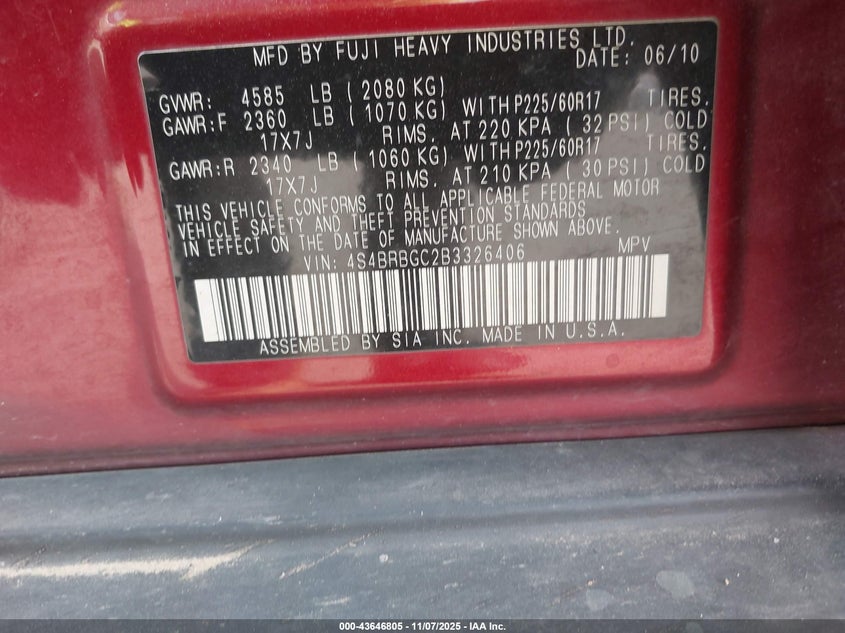 MFD BY FUJI HEAVY INDUSTRIES LTD.
DATE: 06/10
GVWR: 4585 LB ( 2080 KG)
GAWR:F 2360 LB ( 1070 KG) WITH P225/60R17 TIRES,
17X7J RIMS. AT 220 KPA ( 32 PSI) COLD
GAWR:R 2340 LB ( 1060 KG) WITH P225/60R17 TIRES,
17X7J RIMS. AT 210 KPA ( 30 PSI) COLD
THIS VEHICLE CONFORMS TO ALL APPLICABLE FEDERAL MOTOR
VEHICLE SAFETY AND THEFT PREVENTION STANDARDS
IN EFFECT ON THE DATE OF MANUFACTURE SHOWN ABOVE.
VIN: 4S4BRBGC2B3326406 MPV
ASSEMBLED BY SIA INC. MADE IN U.S.A.
000-43646805 - 11/07/2025 - IAA Inc.